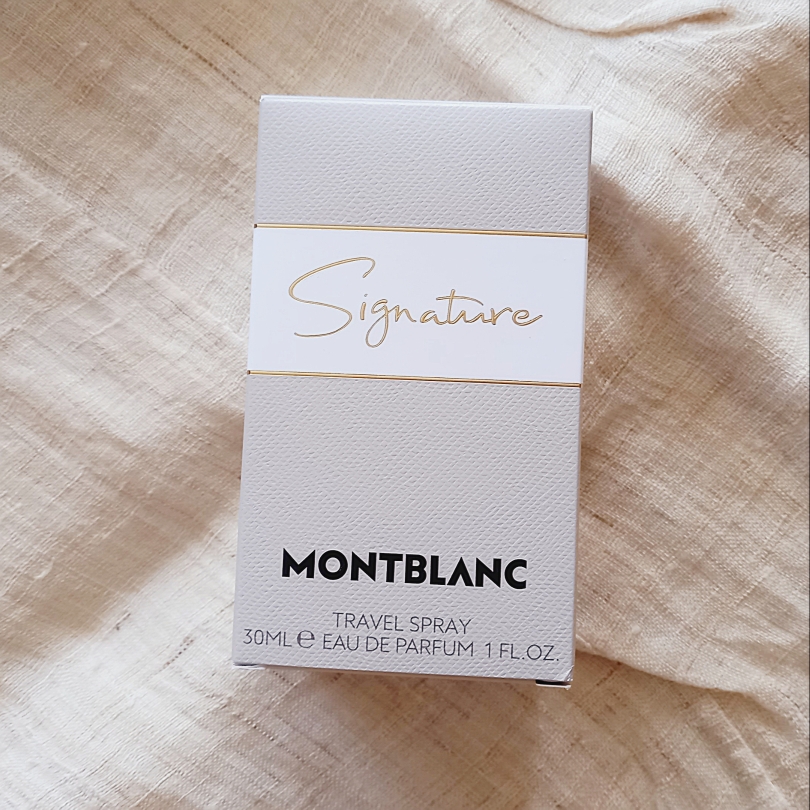 Signature
MONTBLANC
TRAVEL SPRAY
30ML ℮ EAU DE PARFUM 1 FL.OZ.